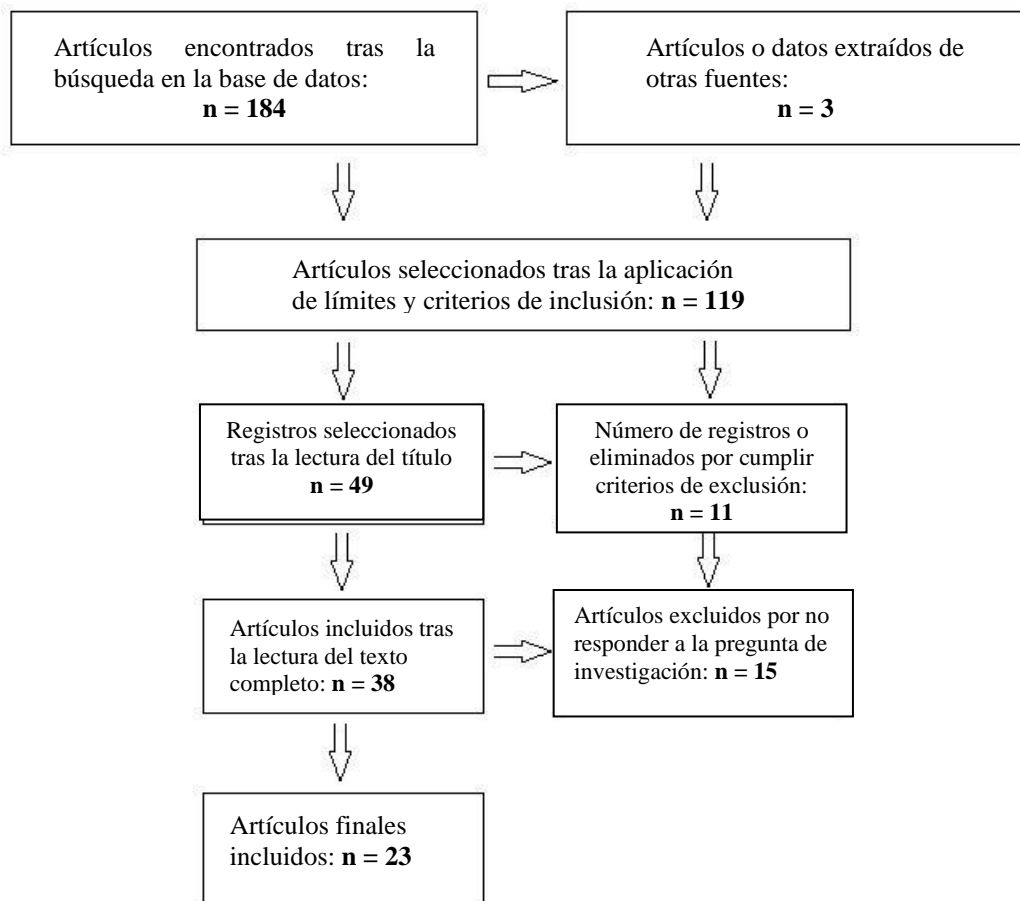 Artículos encontrados tras la
búsqueda en la base de datos:
n = 184
Artículos o datos extraídos de
otras fuentes:
n = 3
Artículos seleccionados tras la aplicación
de límites y criterios de inclusión: n = 119
Registros seleccionados
tras la lectura del título
n = 49
Número de registros o
eliminados por cumplir
criterios de exclusión:
n = 11
Artículos incluidos tras
la lectura del texto
completo: n = 38
Artículos excluidos por no
responder a la pregunta de
investigación: n = 15
Artículos finales
incluidos: n = 23